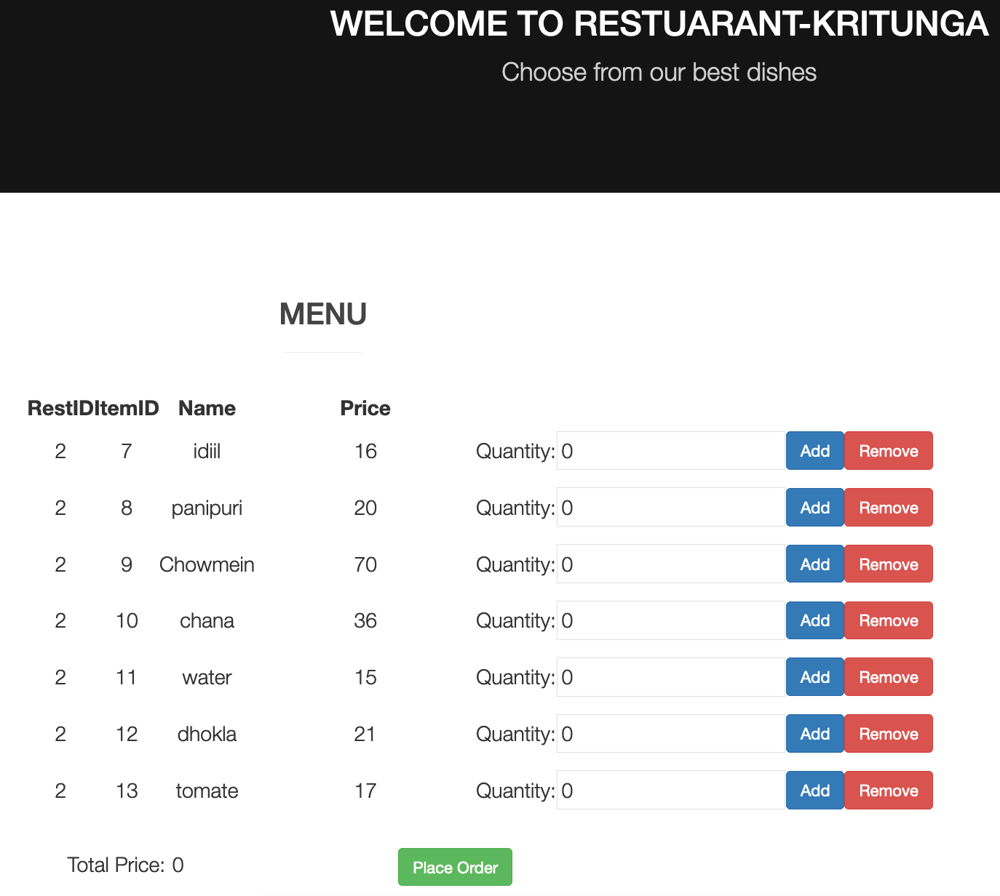 WELCOME TO RESTUARANT-KRITUNGA
Choose from our best dishes
MENU
RestIDItemID Name Price
2 7 idiil 16 Quantity: 0 Add Remove
2 8 panipuri 20 Quantity: 0 Add Remove
2 9 Chowmein 70 Quantity: 0 Add Remove
2 10 chana 36 Quantity: 0 Add Remove
2 11 water 15 Quantity: 0 Add Remove
2 12 dhokla 21 Quantity: 0 Add Remove
2 13 tomate 17 Quantity: 0 Add Remove
Total Price: 0 Place Order